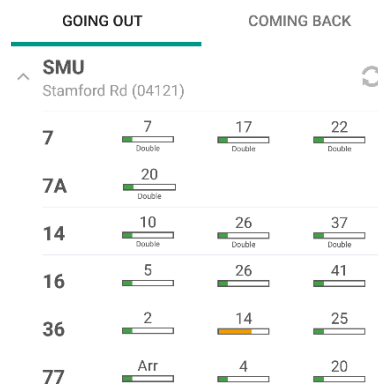 GOING OUT COMING BACK
SMU
Stamford Rd (04121)
7 7 17 22
Double Double Double
7A 20
Double
14 10 26 37
Double Double Double
16 5 26 41
36 2 14 25
77 Arr 4 20